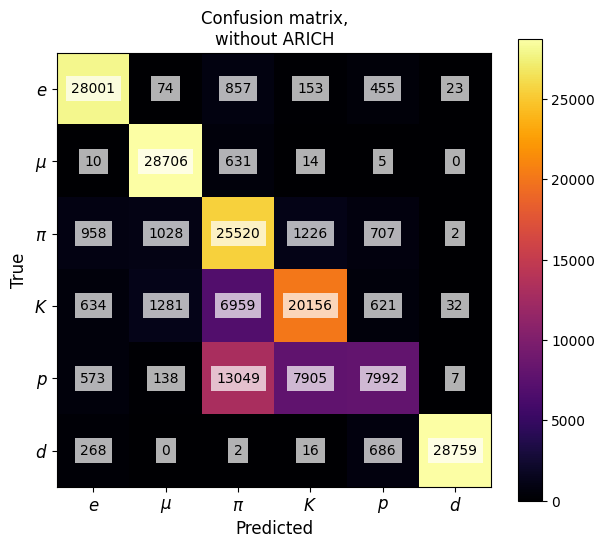 Confusion matrix,
without ARICH
True
e 28001 74 857 153 455 23
μ 10 28706 631 14 5 0
π 958 1028 25520 1226 707 2
K 634 1281 6959 20156 621 32
p 573 138 13049 7905 7992 7
d 268 0 2 16 686 28759
e μ π K p d
Predicted
25000
20000
15000
10000
5000
0